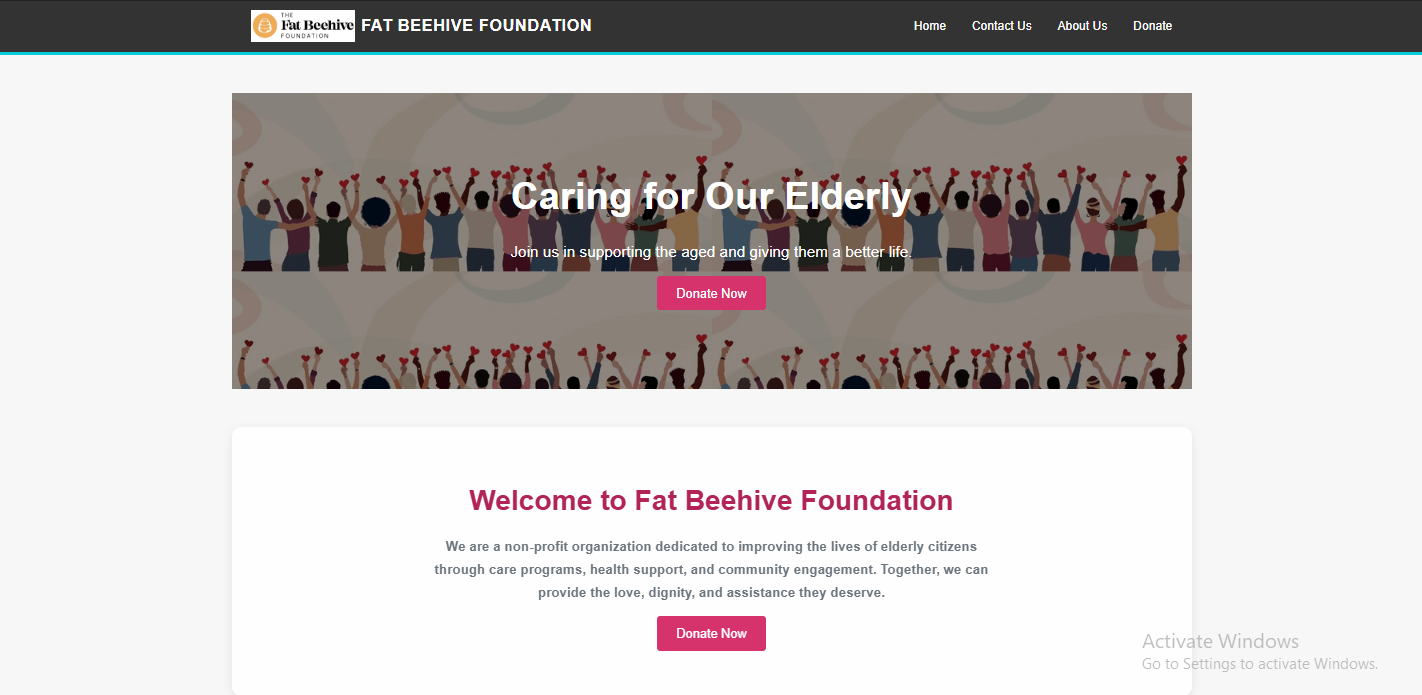 THE
Fat Beehive
FOUNDATION
FAT BEEHIVE FOUNDATION
Home
Contact Us
About Us
Donate
Caring for Our Elderly
Join us in supporting the aged and giving them a better life.
Donate Now
Welcome to Fat Beehive Foundation
We are a non-profit organization dedicated to improving the lives of elderly citizens
through care programs, health support, and community engagement. Together, we can
provide the love, dignity, and assistance they deserve.
Donate Now
Activate Windows
Go to Settings to activate Windows.